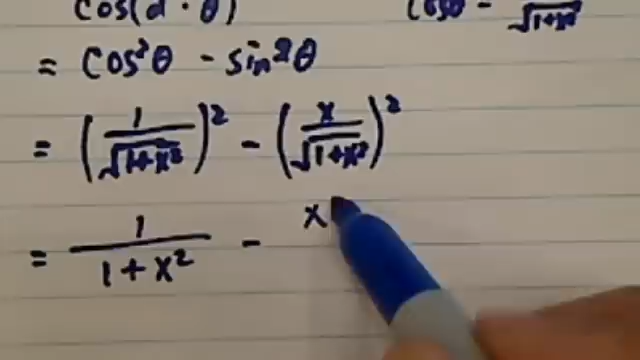 cos(2·θ)
cosθ = 1/√(1+x²)
= cos²θ - sin²θ
= (1/√(1+x²))² - (x/√(1+x²))²
= 1/(1+x²) - x